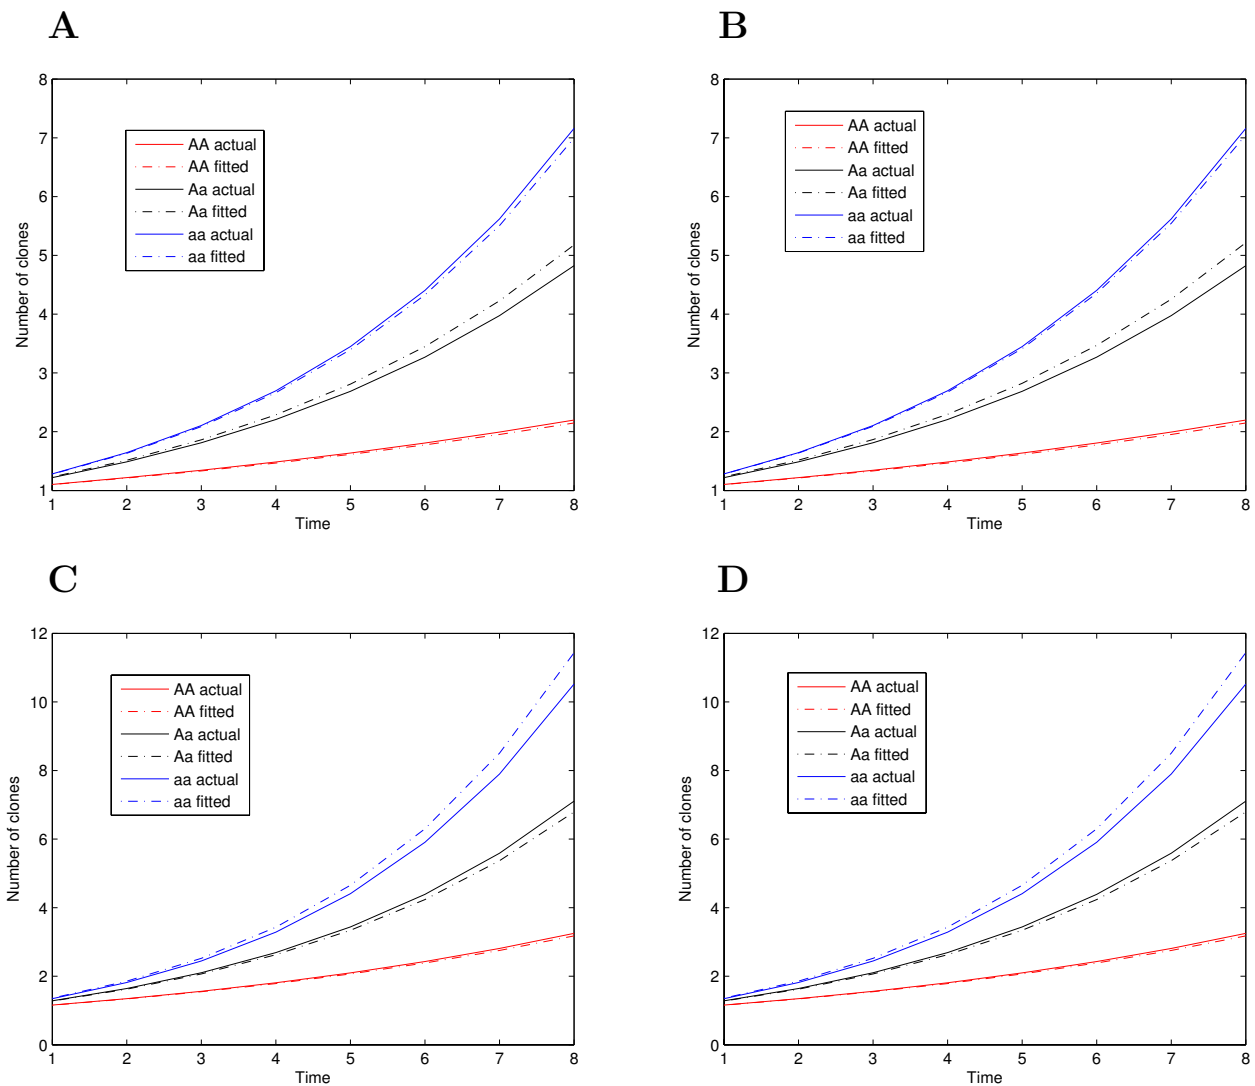 A
8
7
6
5
4
3
2
1
Number of clones
AA actual
AA fitted
Aa actual
Aa fitted
aa actual
aa fitted
1 2 3 4 5 6 7 8
Time
B
8
7
6
5
4
3
2
1
Number of clones
AA actual
AA fitted
Aa actual
Aa fitted
aa actual
aa fitted
1 2 3 4 5 6 7 8
Time
C
12
10
8
6
4
2
0
Number of clones
AA actual
AA fitted
Aa actual
Aa fitted
aa actual
aa fitted
1 2 3 4 5 6 7 8
Time
D
12
10
8
6
4
2
0
Number of clones
AA actual
AA fitted
Aa actual
Aa fitted
aa actual
aa fitted
1 2 3 4 5 6 7 8
Time